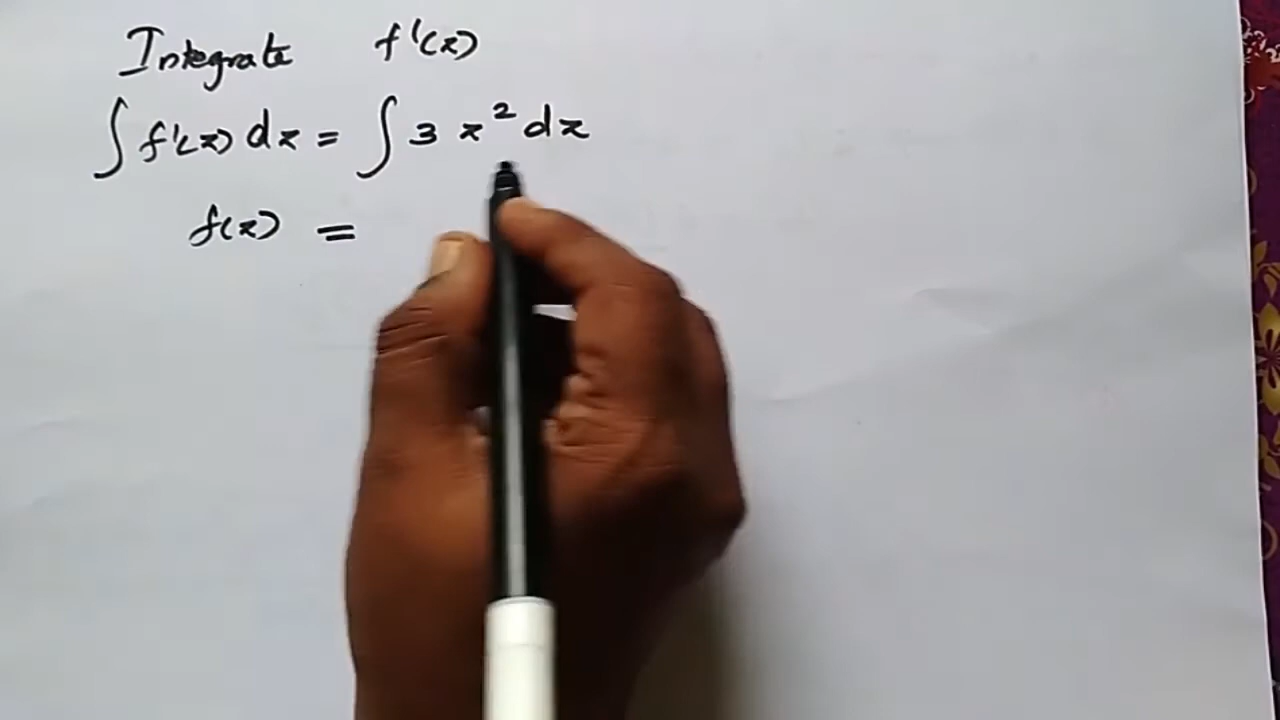 Integrate f'(x)
∫ f'(x) dx = ∫ 3 x² dx
f(x) =